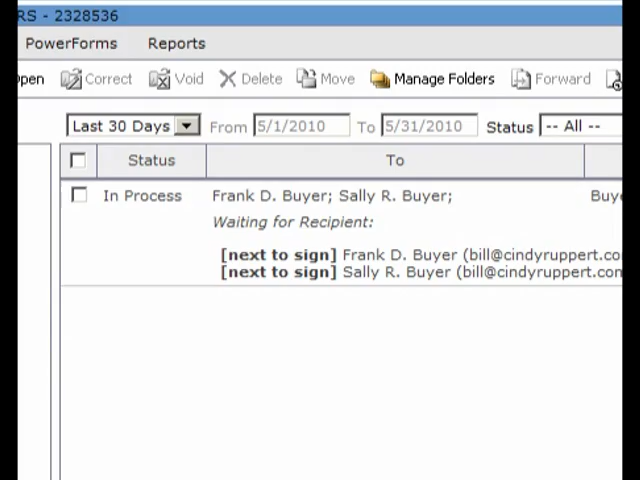 RS - 2328536
PowerForms Reports
Open Correct Void Delete Move Manage Folders Forward
Last 30 Days From 5/1/2010 To 5/31/2010 Status -- All --
Status To
In Process Frank D. Buyer; Sally R. Buyer; Buye
Waiting for Recipient:
[next to sign] Frank D. Buyer (bill@cindyruppert.co
[next to sign] Sally R. Buyer (bill@cindyruppert.com